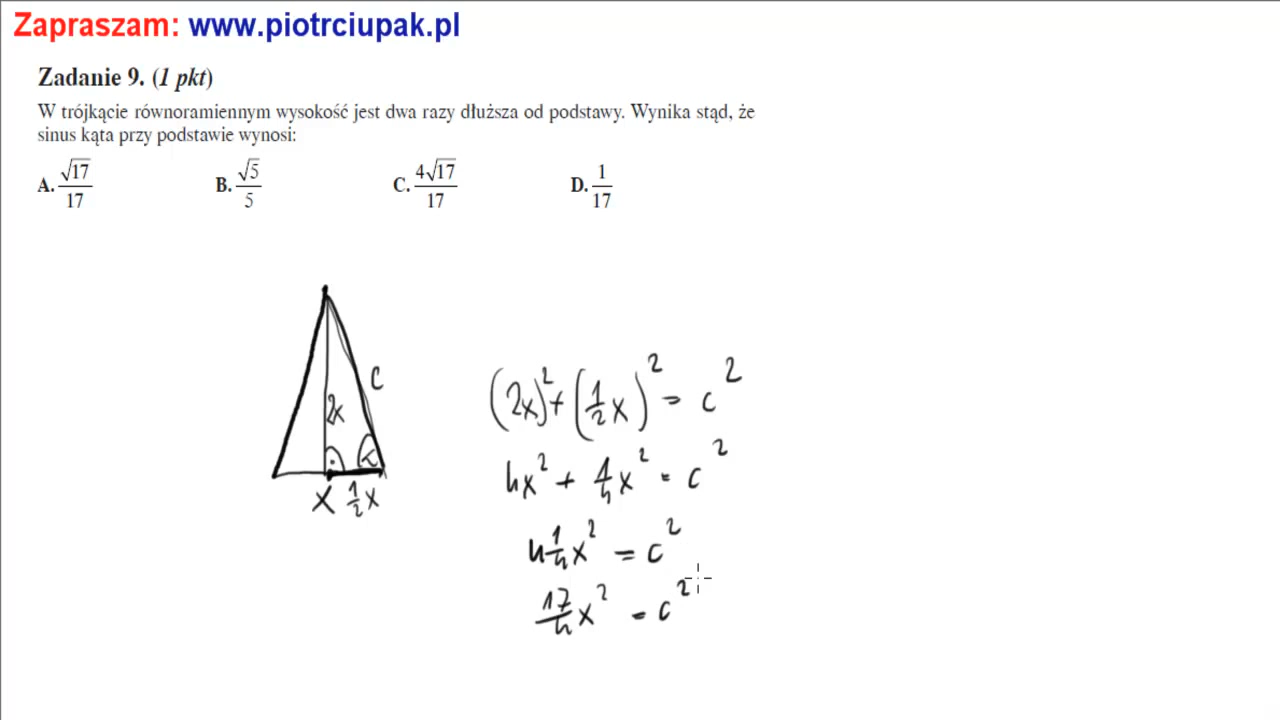 Zapraszam: www.piotrciupak.pl
Zadanie 9. (1 pkt)
W trójkącie równoramiennym wysokość jest dwa razy dłuższa od podstawy. Wynika stąd, że
sinus kąta przy podstawie wynosi:
A. √17/17 B. √5/5 C. 4√17/17 D. 1/17
c
2x
α
x 1/2 x
(2x)² + (1/2 x)² = c²
4x² + 1/4 x² = c²
4 1/4 x² = c²
17/4 x² = c²